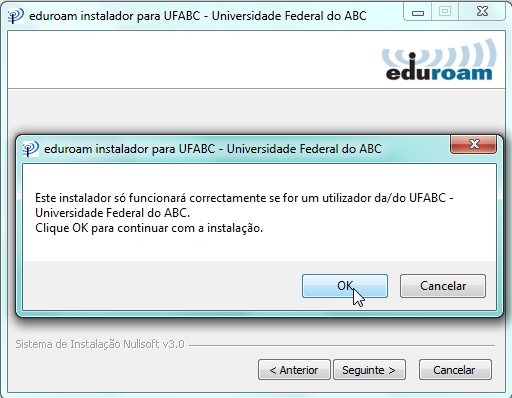 eduroam instalador para UFABC - Universidade Federal do ABC
eduroam
eduroam instalador para UFABC - Universidade Federal do ABC
Este instalador só funcionará correctamente se for um utilizador da/do UFABC -
Universidade Federal do ABC.
Clique OK para continuar com a instalação.
OK
Cancelar
Sistema de Instalação Nullsoft v3.0
< Anterior
Seguinte >
Cancelar